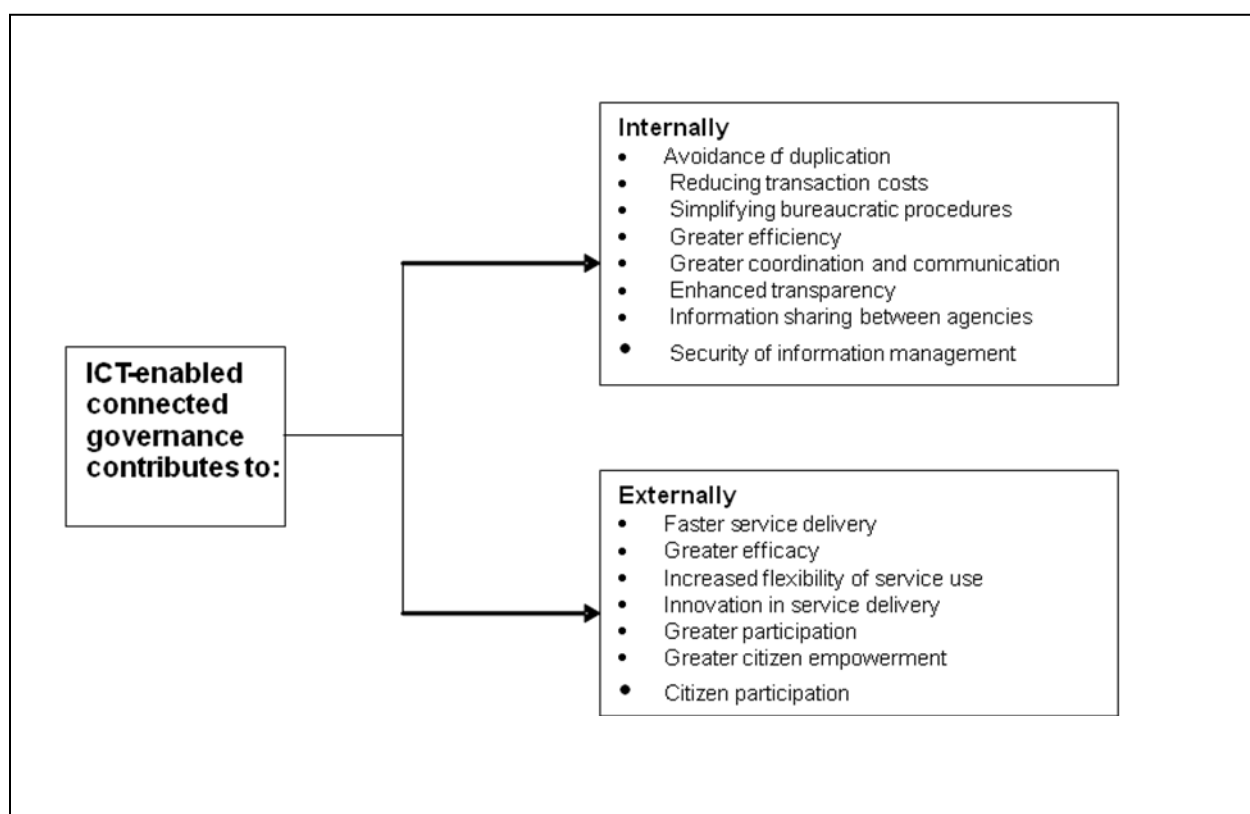 ICT-enabled
connected
governance
contributes to:
Internally
• Avoidance of duplication
• Reducing transaction costs
• Simplifying bureaucratic procedures
• Greater efficiency
• Greater coordination and communication
• Enhanced transparency
• Information sharing between agencies
• Security of information management
Externally
• Faster service delivery
• Greater efficacy
• Increased flexibility of service use
• Innovation in service delivery
• Greater participation
• Greater citizen empowerment
• Citizen participation